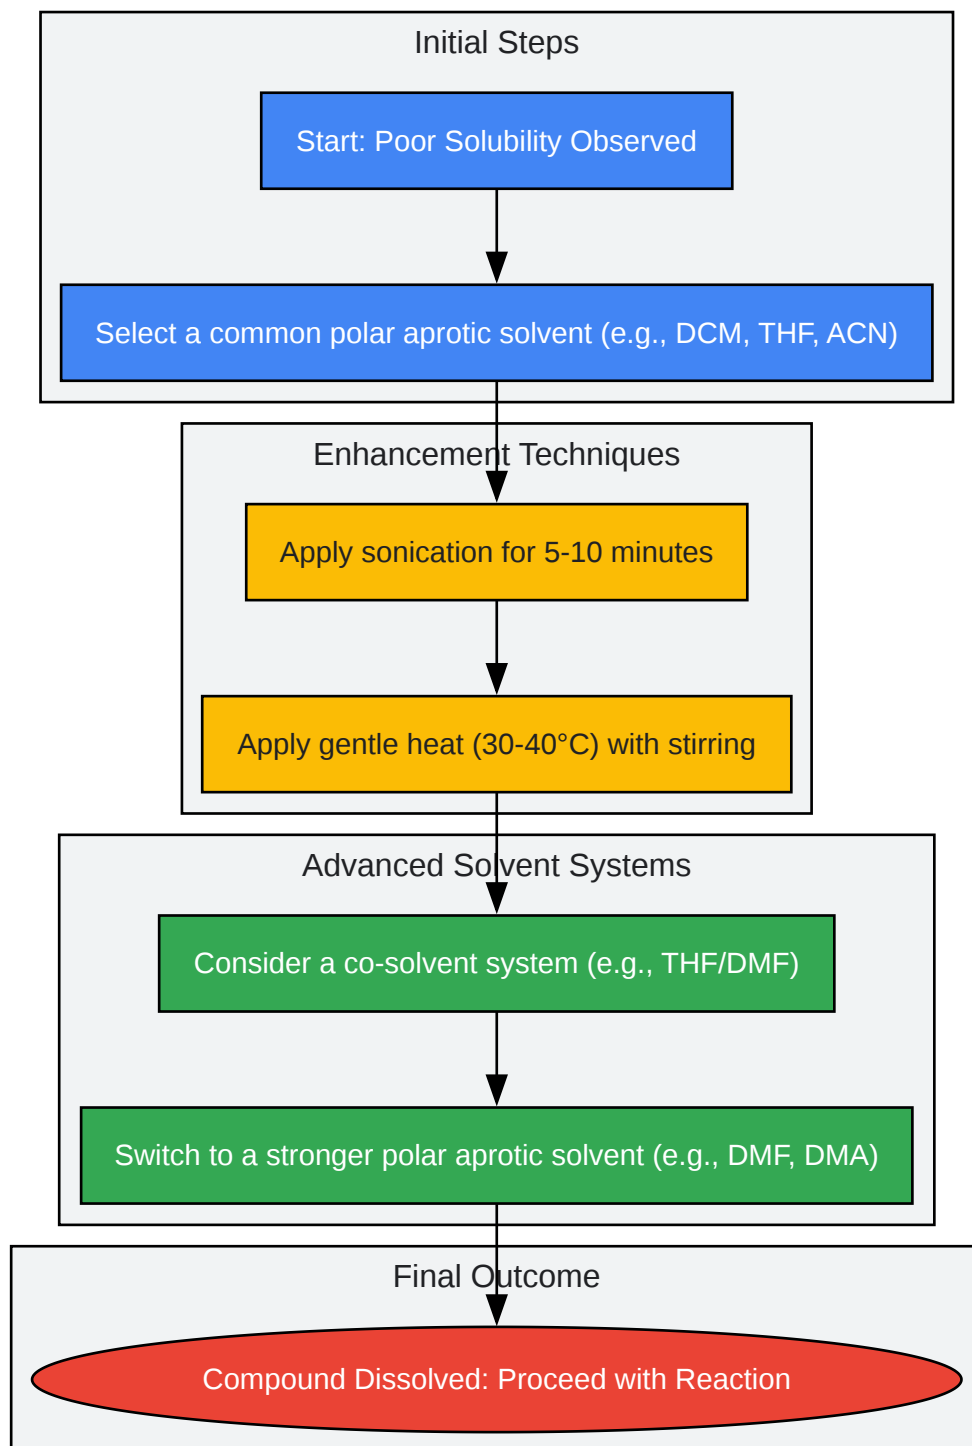 Initial Steps
Start: Poor Solubility Observed
Select a common polar aprotic solvent (e.g., DCM, THF, ACN)
Enhancement Techniques
Apply sonication for 5-10 minutes
Apply gentle heat (30-40°C) with stirring
Advanced Solvent Systems
Consider a co-solvent system (e.g., THF/DMF)
Switch to a stronger polar aprotic solvent (e.g., DMF, DMA)
Final Outcome
Compound Dissolved: Proceed with Reaction